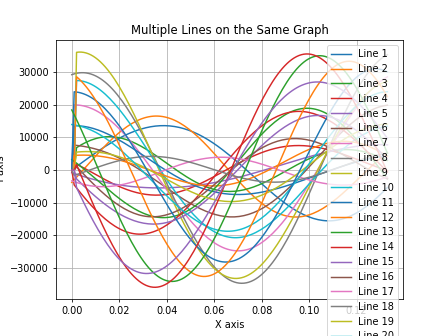 Multiple Lines on the Same Graph
30000
20000
10000
0
−10000
−20000
−30000
0.00 0.02 0.04 0.06 0.08 0.10
X axis
Line 1
Line 2
Line 3
Line 4
Line 5
Line 6
Line 7
Line 8
Line 9
Line 10
Line 11
Line 12
Line 13
Line 14
Line 15
Line 16
Line 17
Line 18
Line 19
Line 20